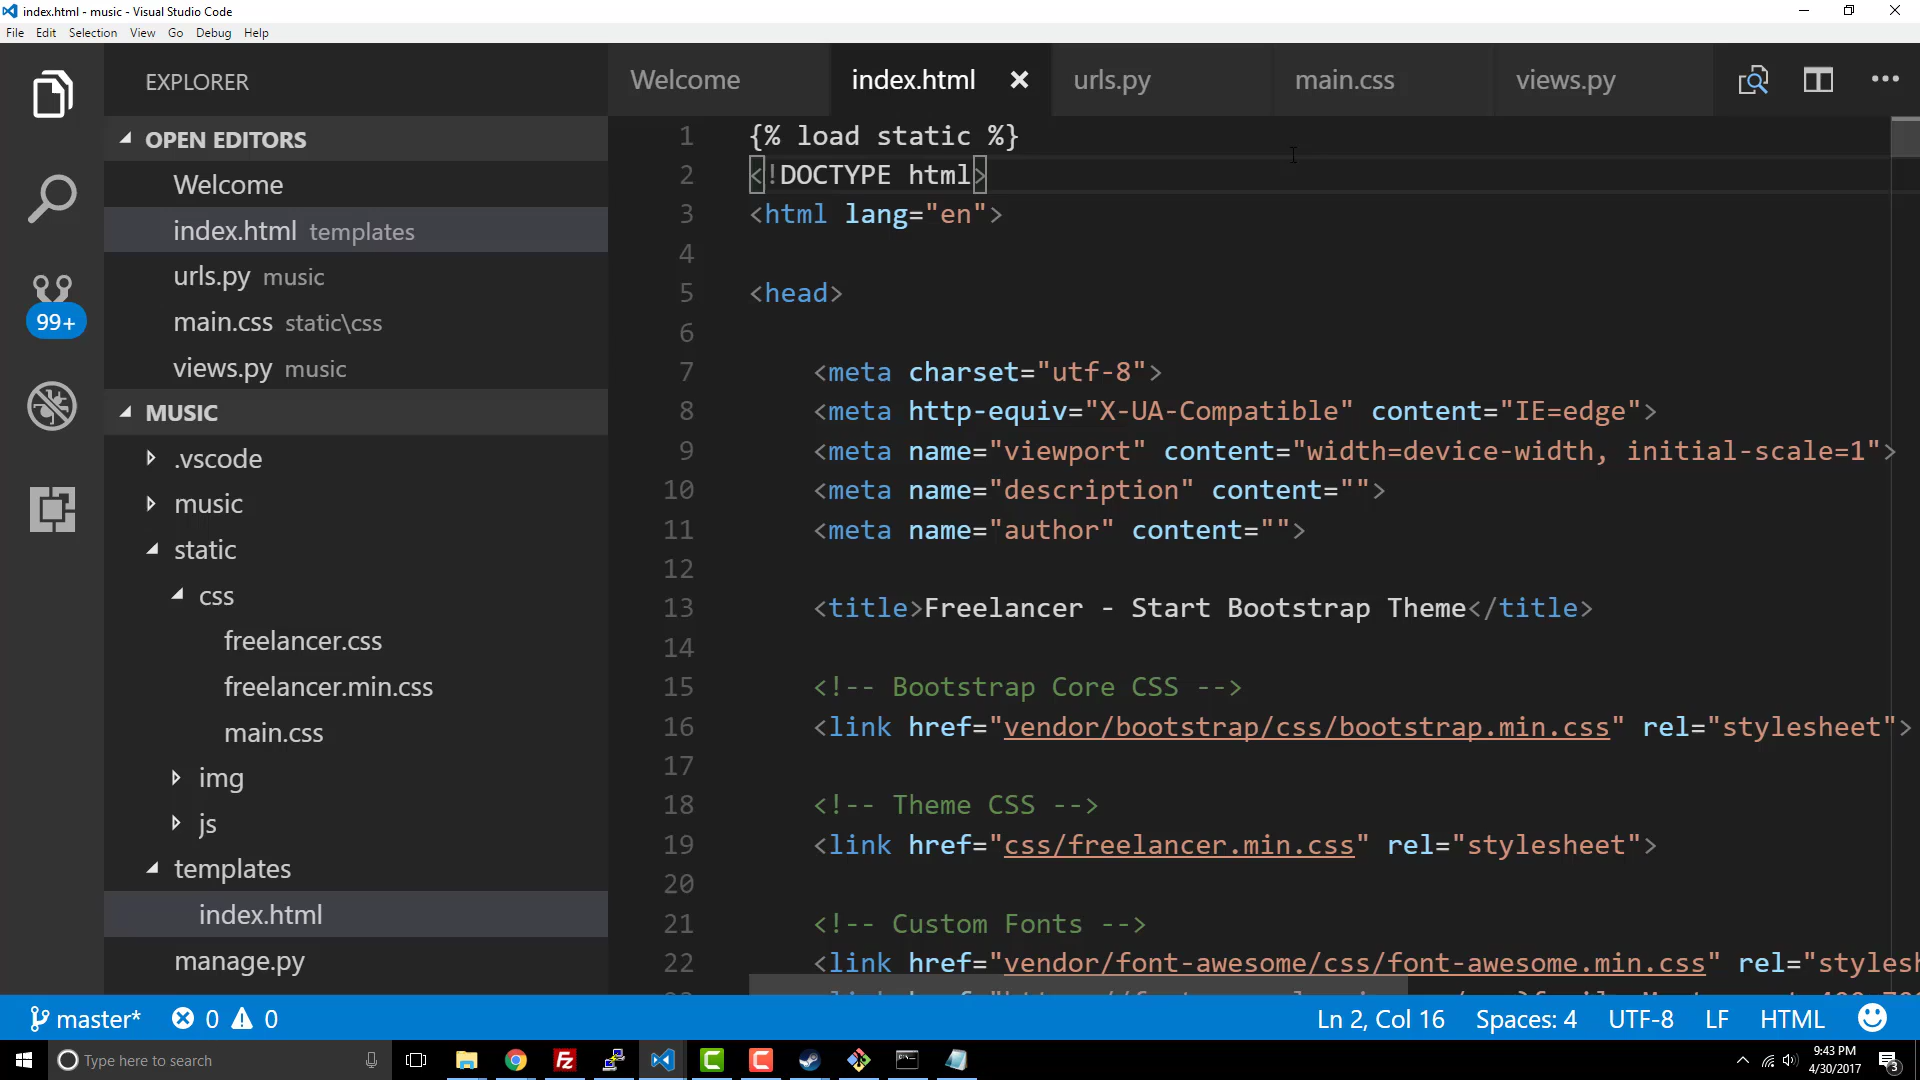 index.html - music - Visual Studio Code
File Edit Selection View Go Debug Help
EXPLORER
OPEN EDITORS
Welcome
index.html templates
urls.py music
main.css static\css
views.py music
MUSIC
.vscode
music
static
css
freelancer.css
freelancer.min.css
main.css
img
js
templates
index.html
manage.py
99+
Welcome index.html urls.py main.css views.py
1 {% load static %}
2 <!DOCTYPE html>
3 <html lang="en">
4
5 <head>
6
7 <meta charset="utf-8">
8 <meta http-equiv="X-UA-Compatible" content="IE=edge">
9 <meta name="viewport" content="width=device-width, initial-scale=1">
10 <meta name="description" content="">
11 <meta name="author" content="">
12
13 <title>Freelancer - Start Bootstrap Theme</title>
14
15 <!-- Bootstrap Core CSS -->
16 <link href="vendor/bootstrap/css/bootstrap.min.css" rel="stylesheet">
17
18 <!-- Theme CSS -->
19 <link href="css/freelancer.min.css" rel="stylesheet">
20
21 <!-- Custom Fonts -->
22 <link href="vendor/font-awesome/css/font-awesome.min.css" rel="styles
master* 0 0 Ln 2, Col 16 Spaces: 4 UTF-8 LF HTML
Type here to search
9:43 PM
4/30/2017
3